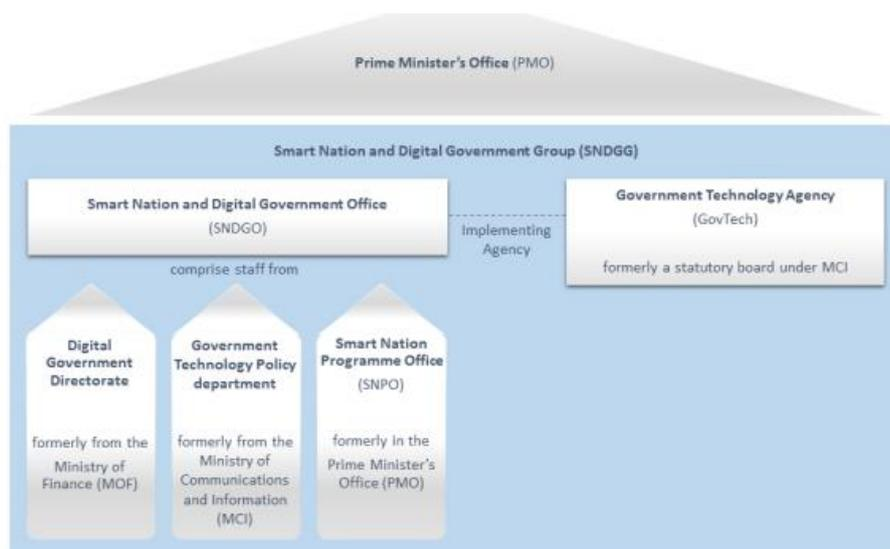 Prime Minister's Office (PMO)
Smart Nation and Digital Government Group (SNDGG)
Smart Nation and Digital Government Office
(SNDGO)
Government Technology Agency
(GovTech)
formerly a statutory board under MCI
Implementing
Agency
comprise staff from
Digital
Government
Directorate
formerly from the
Ministry of
Finance (MOF)
Government
Technology Policy
department
formerly from the
Ministry of
Communications
and Information
(MCI)
Smart Nation
Programme Office
(SNPO)
formerly in the
Prime Minister's
Office (PMO)